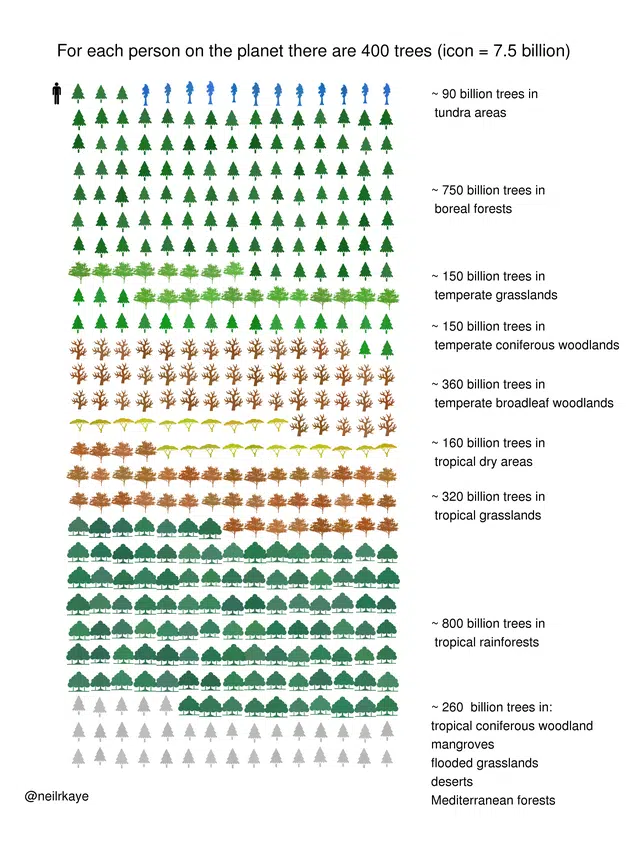 For each person on the planet there are 400 trees (icon = 7.5 billion)
~ 90 billion trees in
tundra areas
~ 750 billion trees in
boreal forests
~ 150 billion trees in
temperate grasslands
~ 150 billion trees in
temperate coniferous woodlands
~ 360 billion trees in
temperate broadleaf woodlands
~ 160 billion trees in
tropical dry areas
~ 320 billion trees in
tropical grasslands
~ 800 billion trees in
tropical rainforests
~ 260 billion trees in:
tropical coniferous woodland
mangroves
flooded grasslands
deserts
Mediterranean forests
@neilrkaye